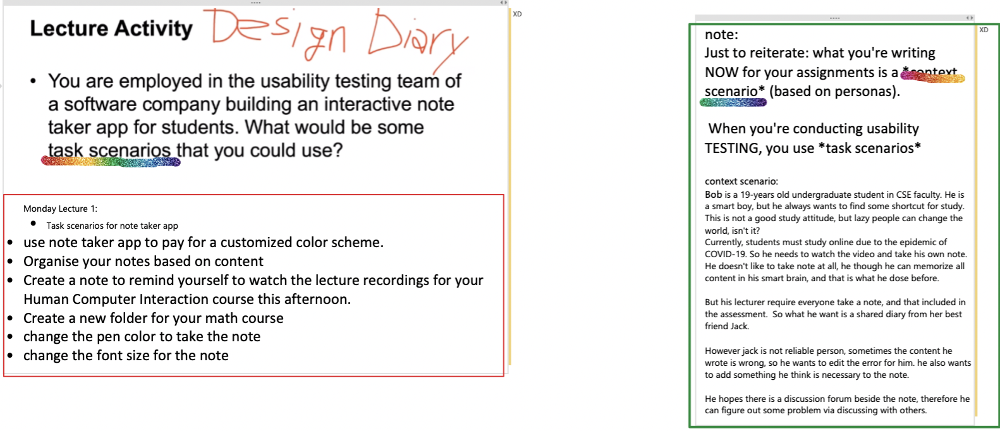 Lecture Activity Design Diary
XD
• You are employed in the usability testing team of
a software company building an interactive note
taker app for students. What would be some
task scenarios that you could use?
Monday Lecture 1:
• Task scenarios for note taker app
• use note taker app to pay for a customized color scheme.
• Organise your notes based on content
• Create a note to remind yourself to watch the lecture recordings for your
Human Computer Interaction course this afternoon.
• Create a new folder for your math course
• change the pen color to take the note
• change the font size for the note
XD
note:
Just to reiterate: what you're writing
NOW for your assignments is a *context
scenario* (based on personas).
When you're conducting usability
TESTING, you use *task scenarios*
context scenario:
Bob is a 19-years old undergraduate student in CSE faculty. He is
a smart boy, but he always wants to find some shortcut for study.
This is not a good study attitude, but lazy people can change the
world, isn't it?
Currently, students must study online due to the epidemic of
COVID-19. So he needs to watch the video and take his own note.
He doesn't like to take note at all, he though he can memorize all
content in his smart brain, and that is what he dose before.
But his lecturer require everyone take a note, and that included in
the assessment.  So what he want is a shared diary from her best
friend Jack.
However jack is not reliable person, sometimes the content he
wrote is wrong, so he wants to edit the error for him. he also wants
to add something he think is necessary to the note.
He hopes there is a discussion forum beside the note, therefore he
can figure out some problem via discussing with others.